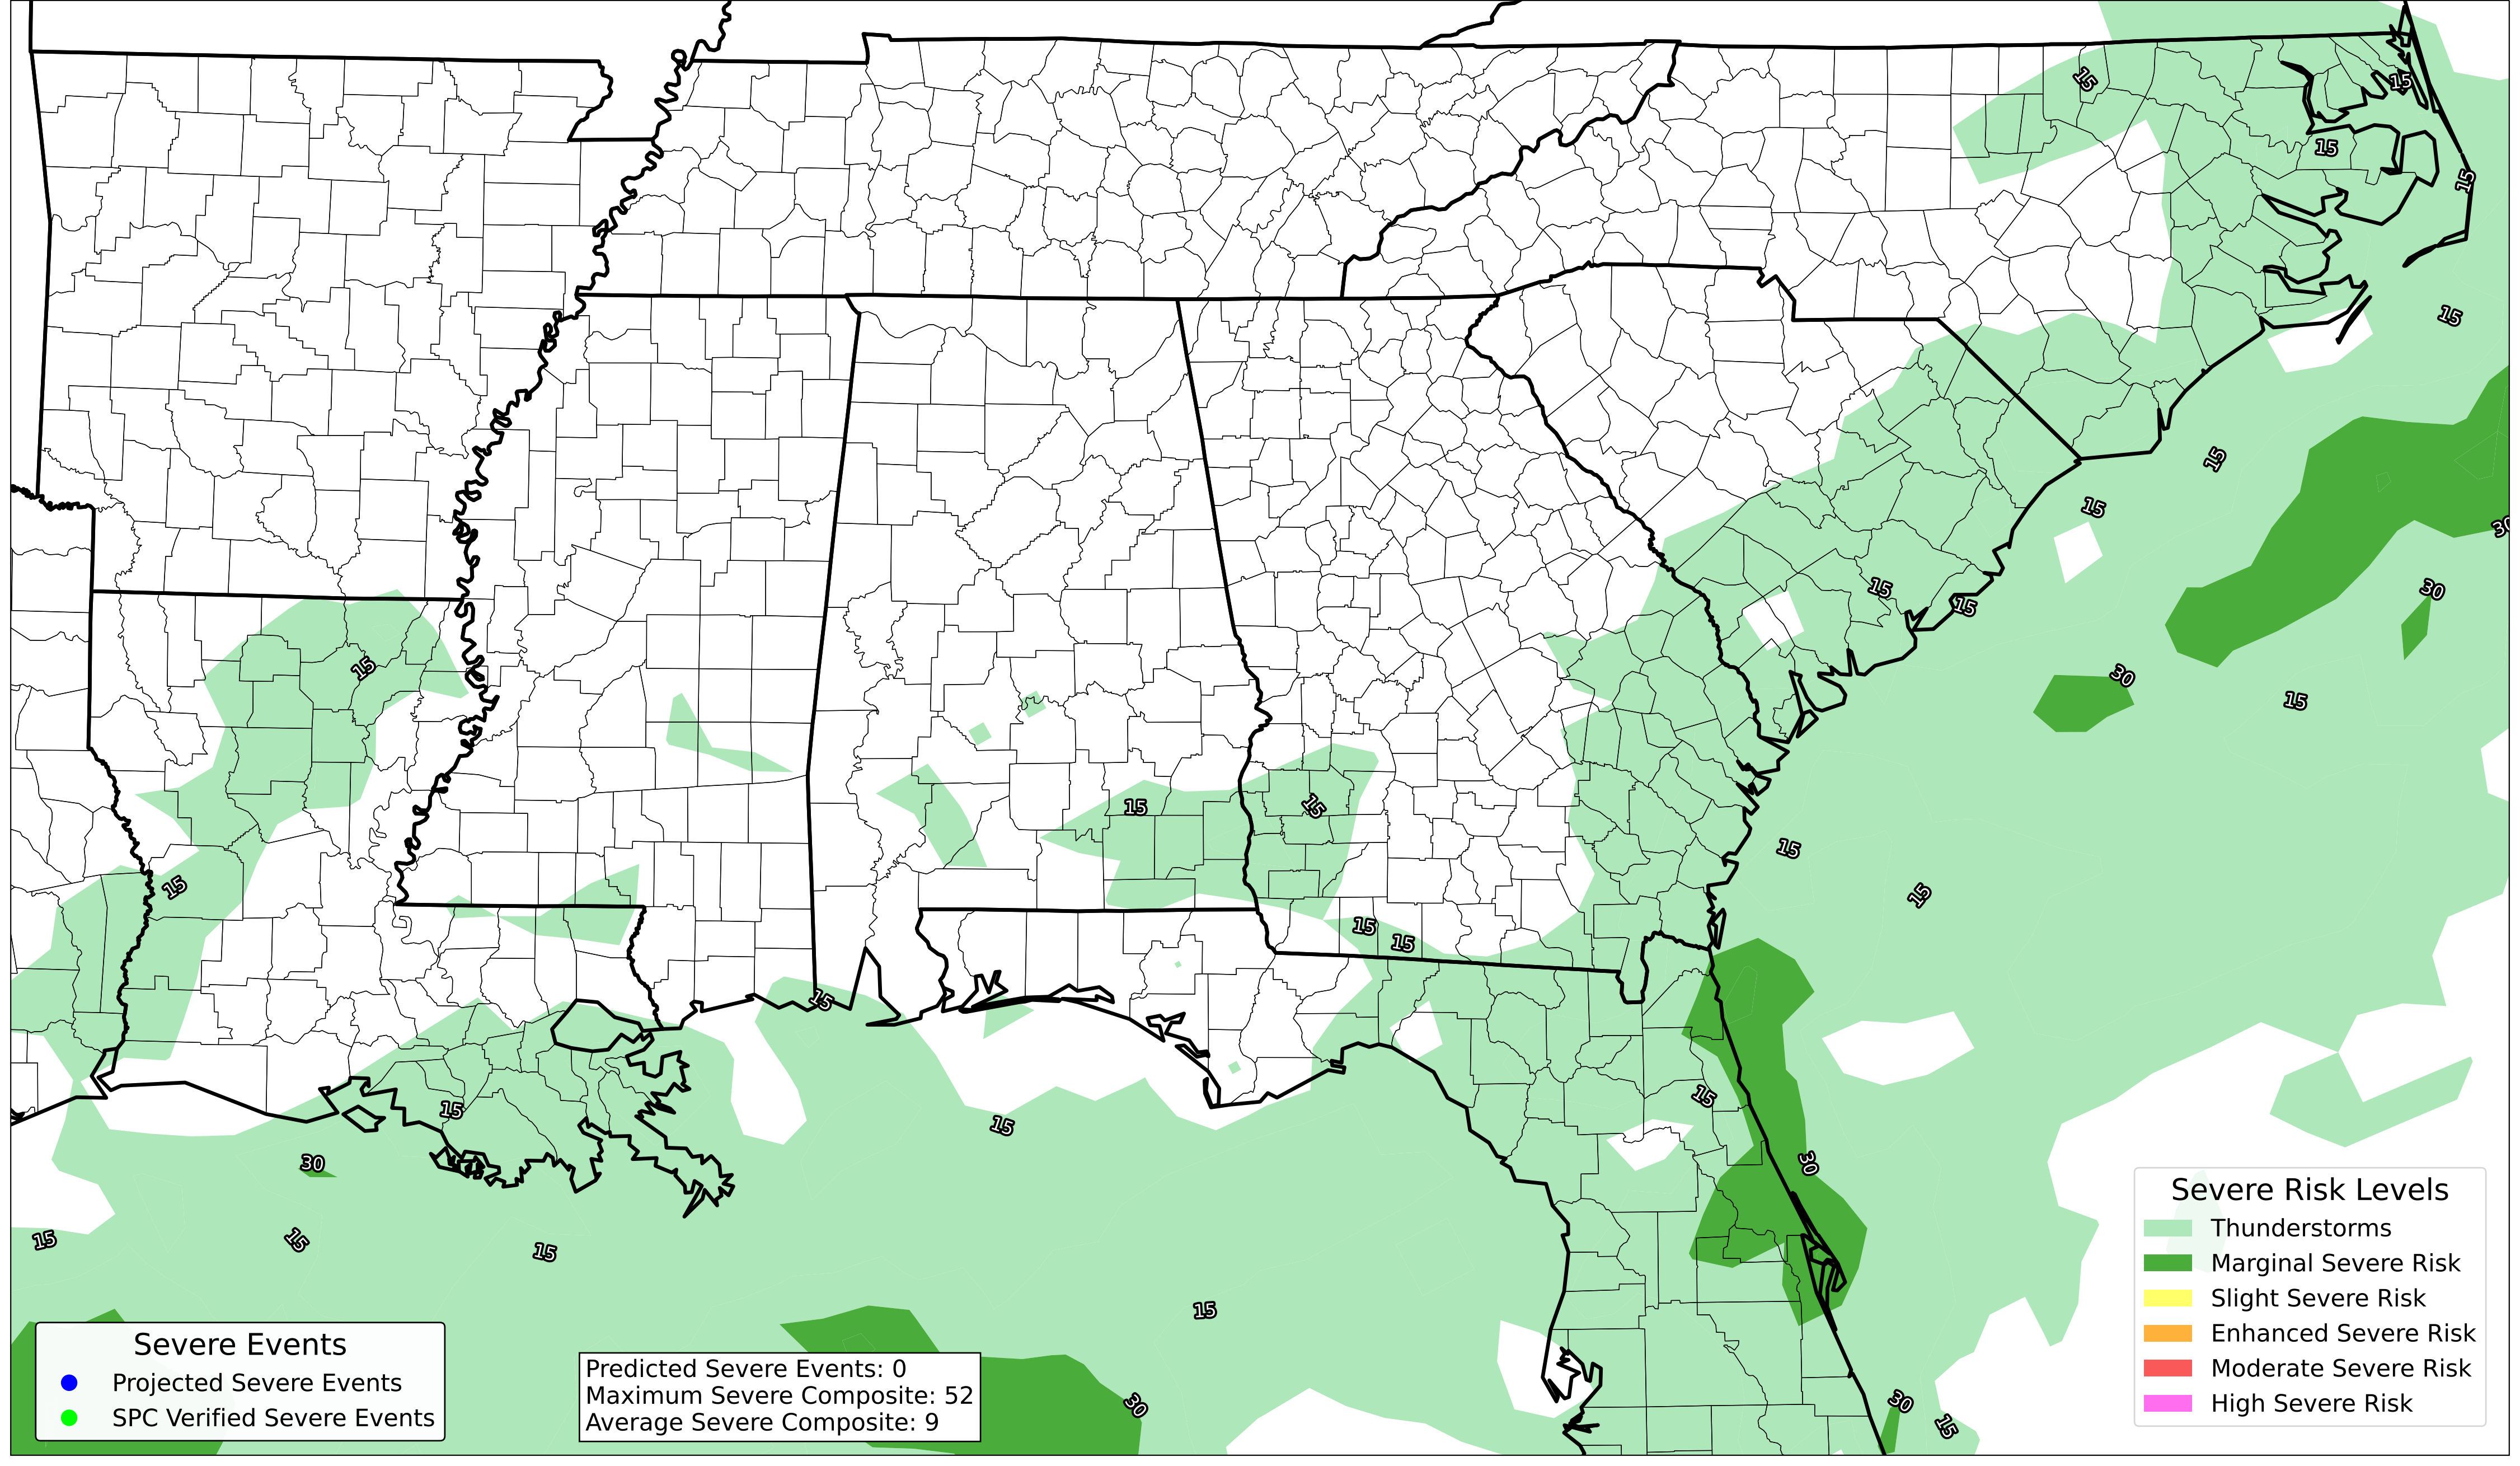 15
15
15
15
15
15
15
30
15
15
30
15
30
15
15
15
15
15
15
15
15
15
15
15
15
15
30
30
15
15
15
15
30
30
15
Severe Events
Projected Severe Events
SPC Verified Severe Events
Predicted Severe Events: 0
Maximum Severe Composite: 52
Average Severe Composite: 9
Severe Risk Levels
Thunderstorms
Marginal Severe Risk
Slight Severe Risk
Enhanced Severe Risk
Moderate Severe Risk
High Severe Risk